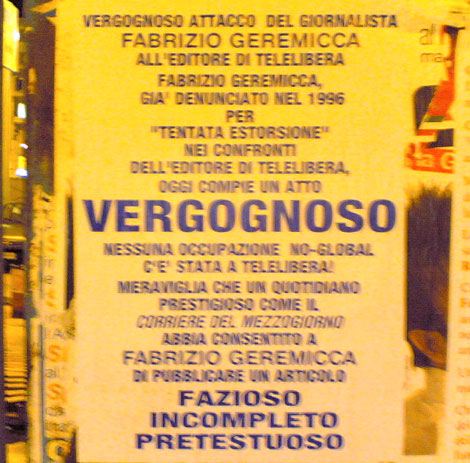 VERGOGNOSO ATTACCO DEL GIORNALISTA
FABRIZIO GEREMICCA
ALL'EDITORE DI TELELIBERA
FABRIZIO GEREMICCA,
GIA' DENUNCIATO NEL 1996
PER
"TENTATA ESTORSIONE"
NEI CONFRONTI
DELL'EDITORE DI TELELIBERA,
OGGI COMPIE UN ATTO
VERGOGNOSO
NESSUNA OCCUPAZIONE NO-GLOBAL
C'E' STATA A TELELIBERA!
MERAVIGLIA CHE UN QUOTIDIANO
PRESTIGIOSO COME IL
CORRIERE DEL MEZZOGIORNO
ABBIA CONSENTITO A
FABRIZIO GEREMICCA
DI PUBBLICARE UN ARTICOLO
FAZIOSO
INCOMPLETO
PRETESTUOSO